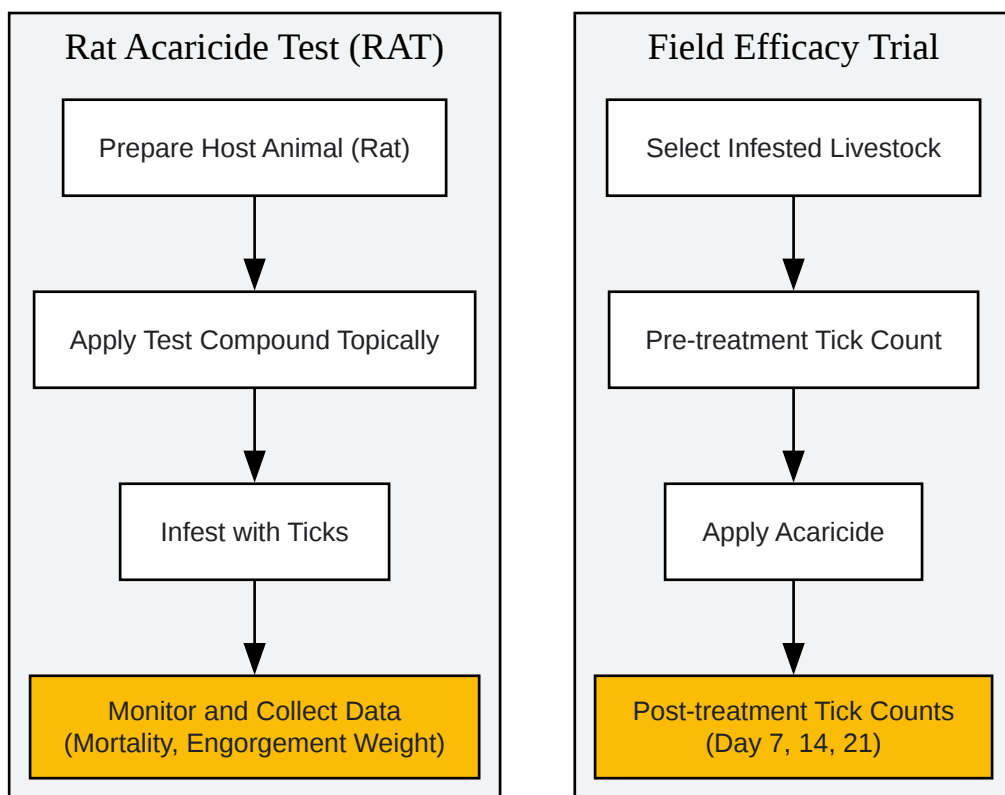 Rat Acaricide Test (RAT)
Prepare Host Animal (Rat)
Apply Test Compound Topically
Infest with Ticks
Monitor and Collect Data
(Mortality, Engorgement Weight)
Field Efficacy Trial
Select Infested Livestock
Pre-treatment Tick Count
Apply Acaricide
Post-treatment Tick Counts
(Day 7, 14, 21)